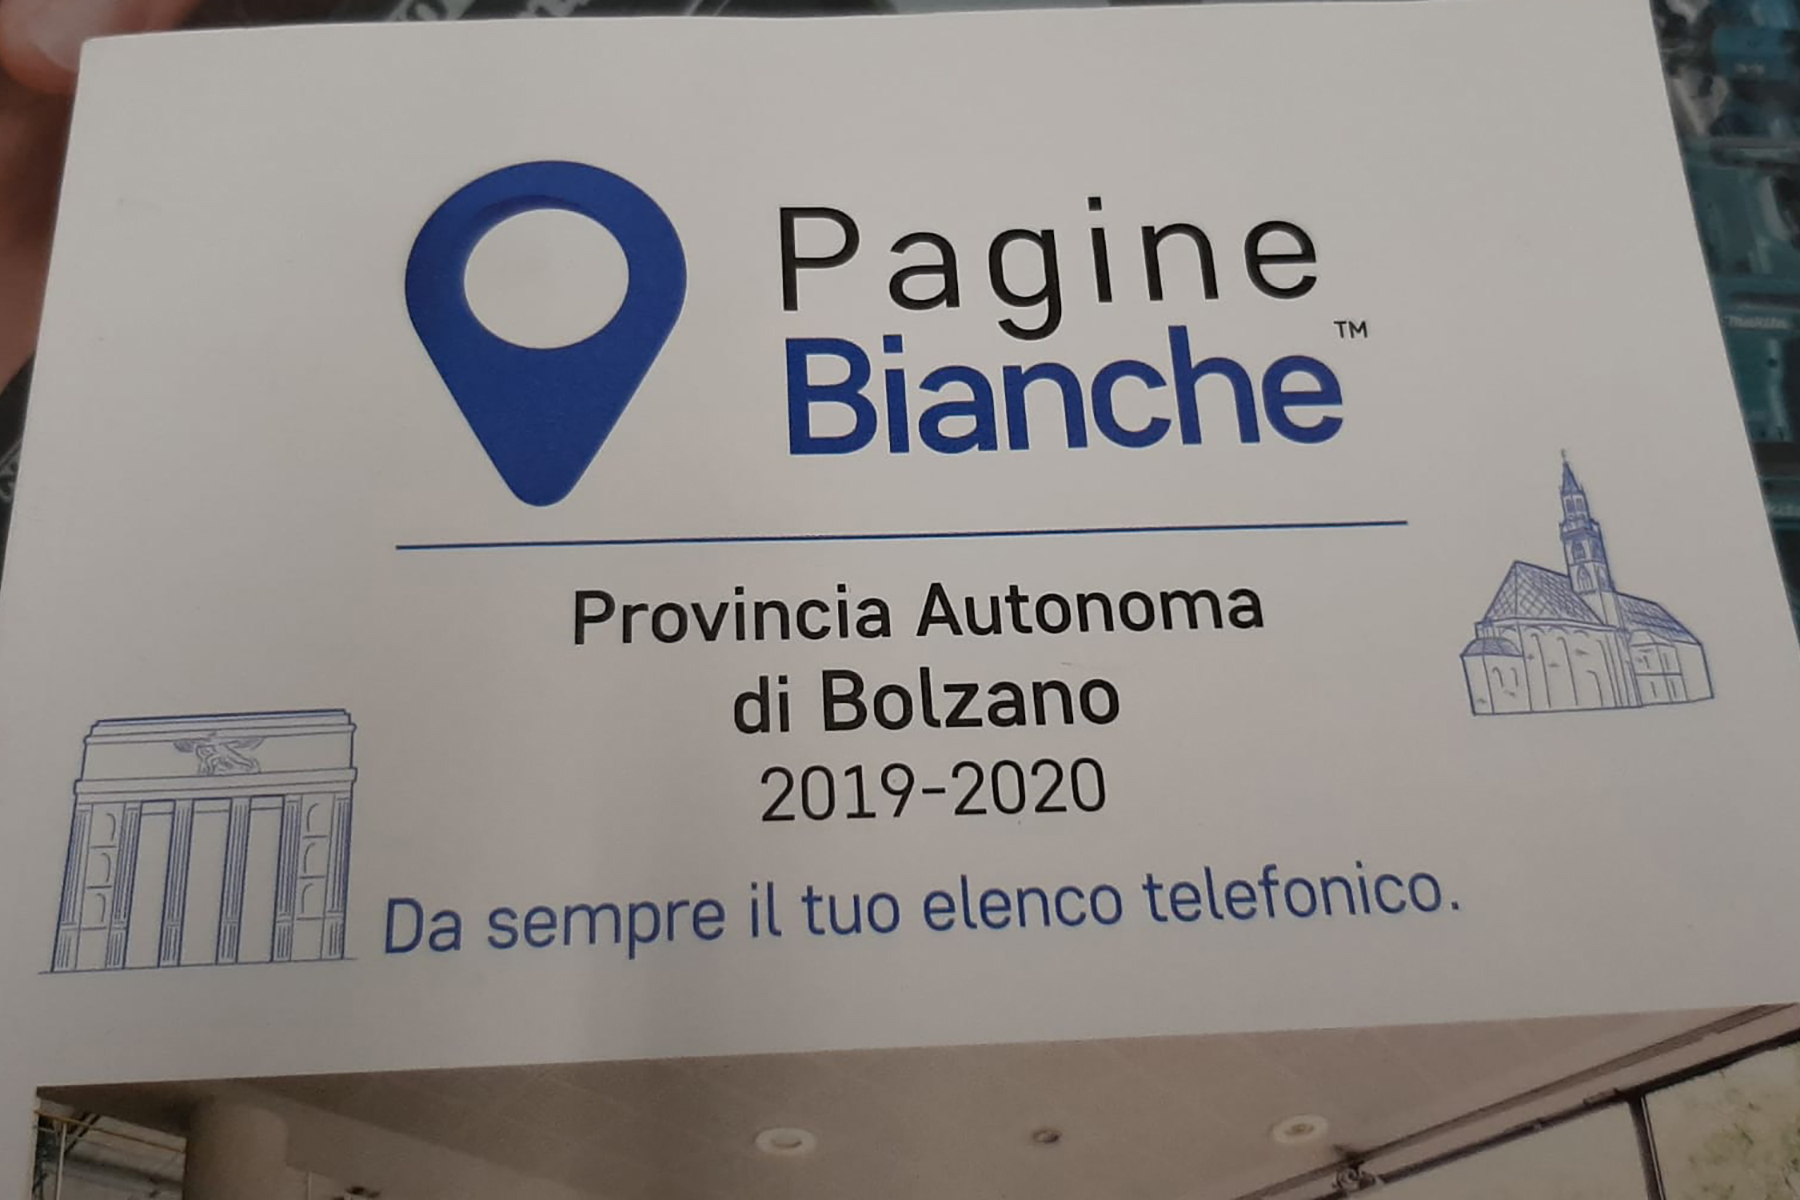 Pagine
Bianche™
Provincia Autonoma
di Bolzano
2019-2020
Da sempre il tuo elenco telefonico.